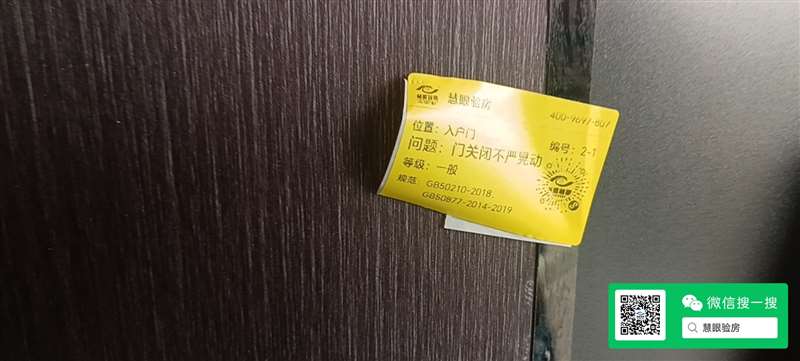 慧眼验房
400-9697-607
位置：入户门
编号：2-1
问题：门关闭不严晃动
等级：一般
规范：GB50210-2018,
GB50877-2014-2019
微信搜一搜
慧眼验房